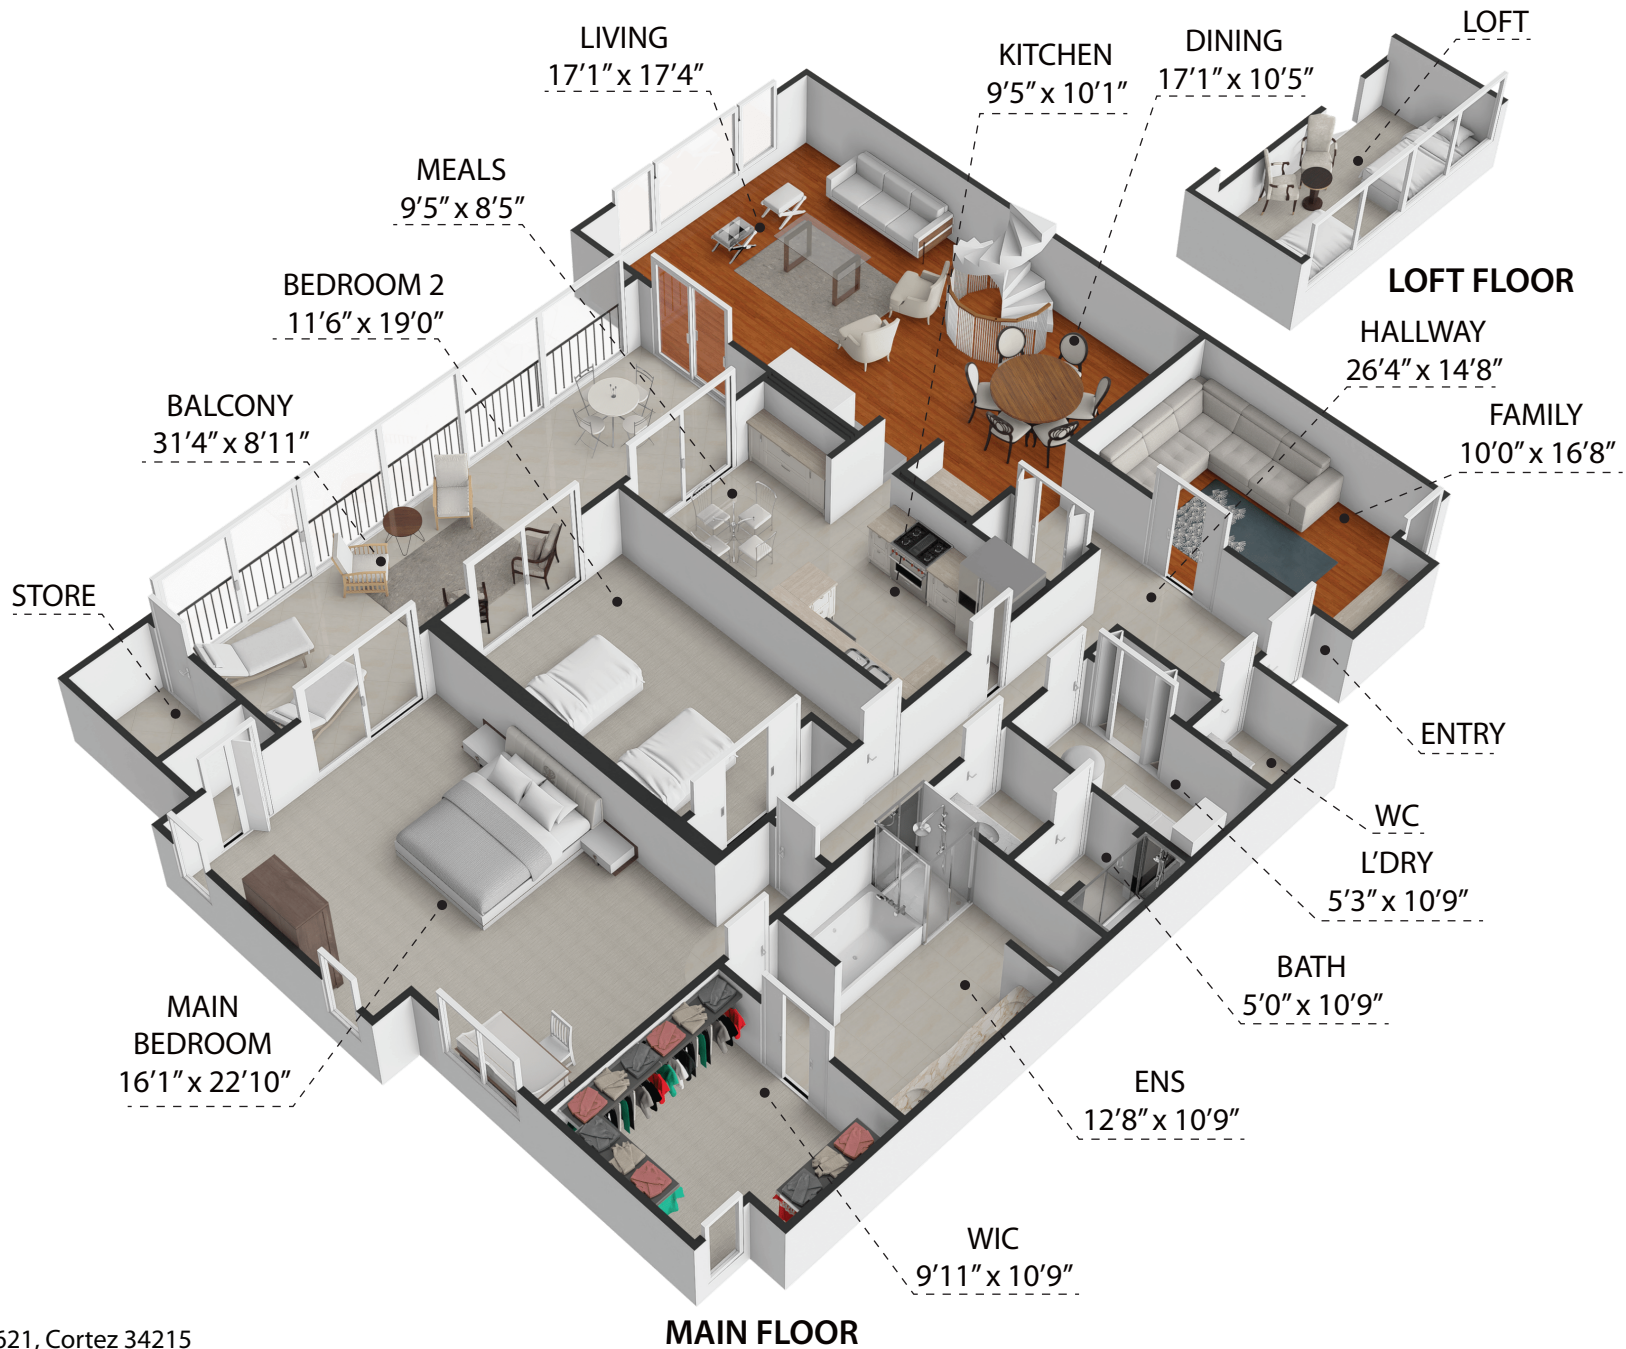 LIVING
17’1” x 17’4”
KITCHEN
9’5” x 10’1”
DINING
17’1” x 10’5”
LOFT
MEALS
9’5” x 8’5”
LOFT FLOOR
BEDROOM 2
11’6” x 19’0”
HALLWAY
26’4” x 14’8”
BALCONY
31’4” x 8’11”
FAMILY
10’0” x 16’8”
STORE
ENTRY
WC
L’DRY
5’3” x 10’9”
BATH
5’0” x 10’9”
MAIN
BEDROOM
16’1” x 22’10”
ENS
12’8” x 10’9”
WIC
9’11” x 10’9”
MAIN FLOOR
621, Cortez 34215